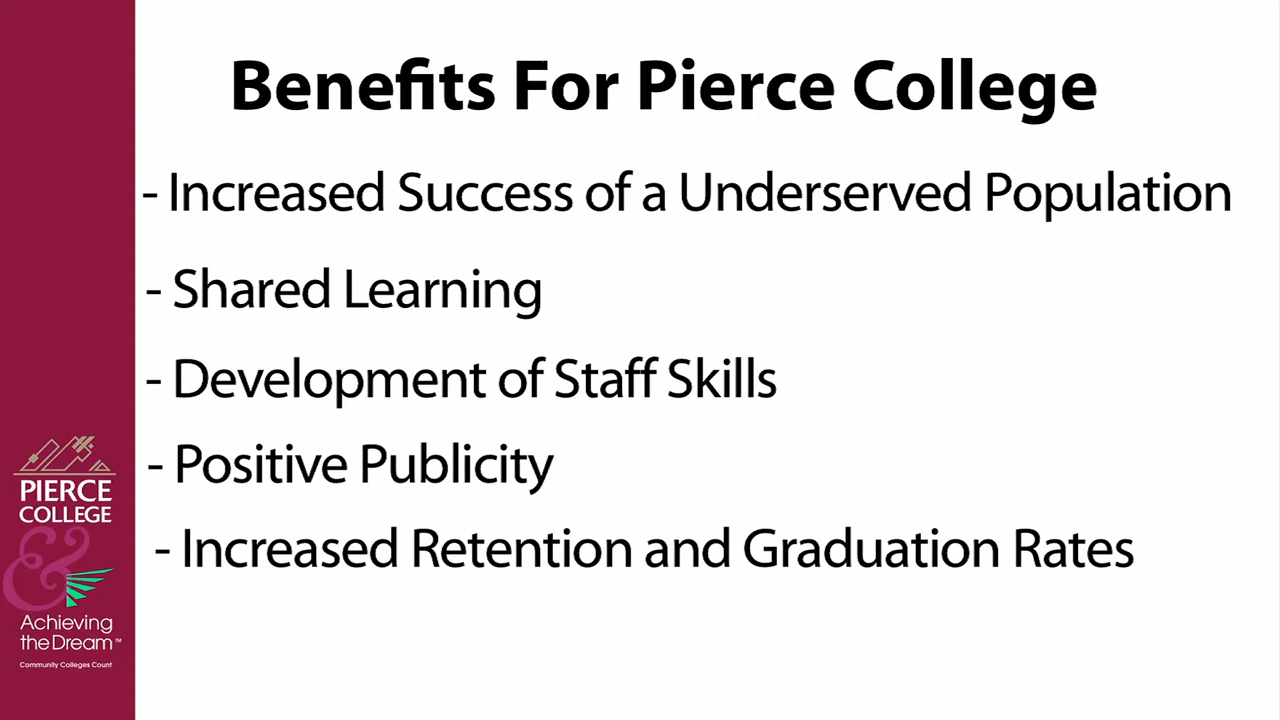 Benefits For Pierce College
- Increased Success of a Underserved Population
- Shared Learning
- Development of Staff Skills
- Positive Publicity
- Increased Retention and Graduation Rates
PIERCE
COLLEGE
&
Achieving
the Dream™
Community Colleges Count